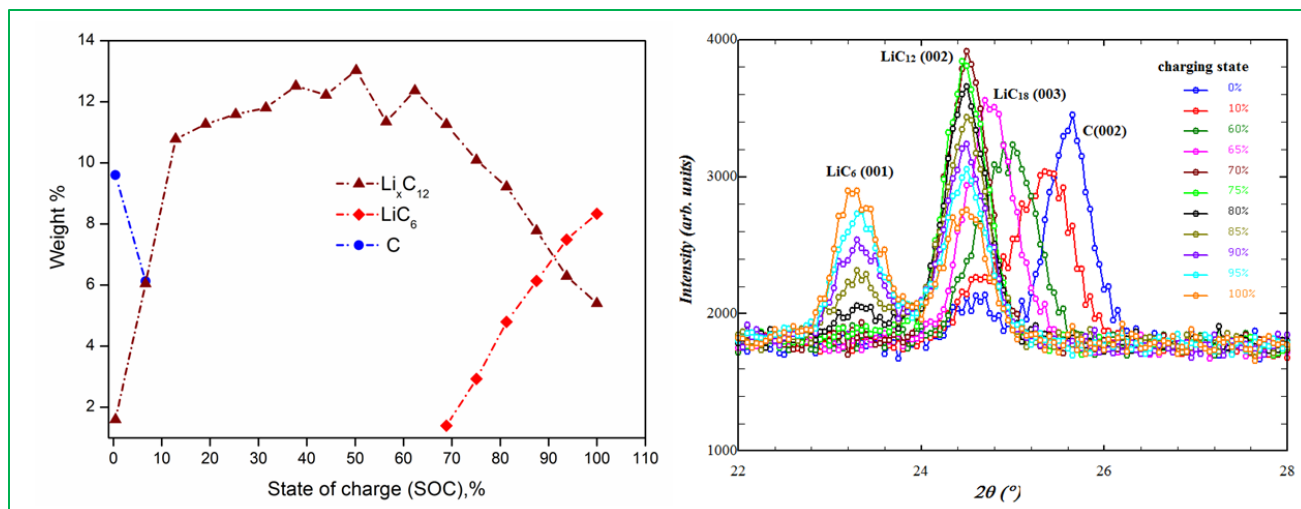 14
12
10
8
6
4
2
Weight %
LiₓC₁₂
LiC₆
C
0 10 20 30 40 50 60 70 80 90 100 110
State of charge (SOC),%
4000
3000
2000
1000
Intensity (arb. units)
LiC₁₂ (002)
LiC₁₈ (003)
C(002)
LiC₆ (001)
charging state
0%
10%
60%
65%
70%
75%
80%
85%
90%
95%
100%
22 24 26 28
2θ (°)